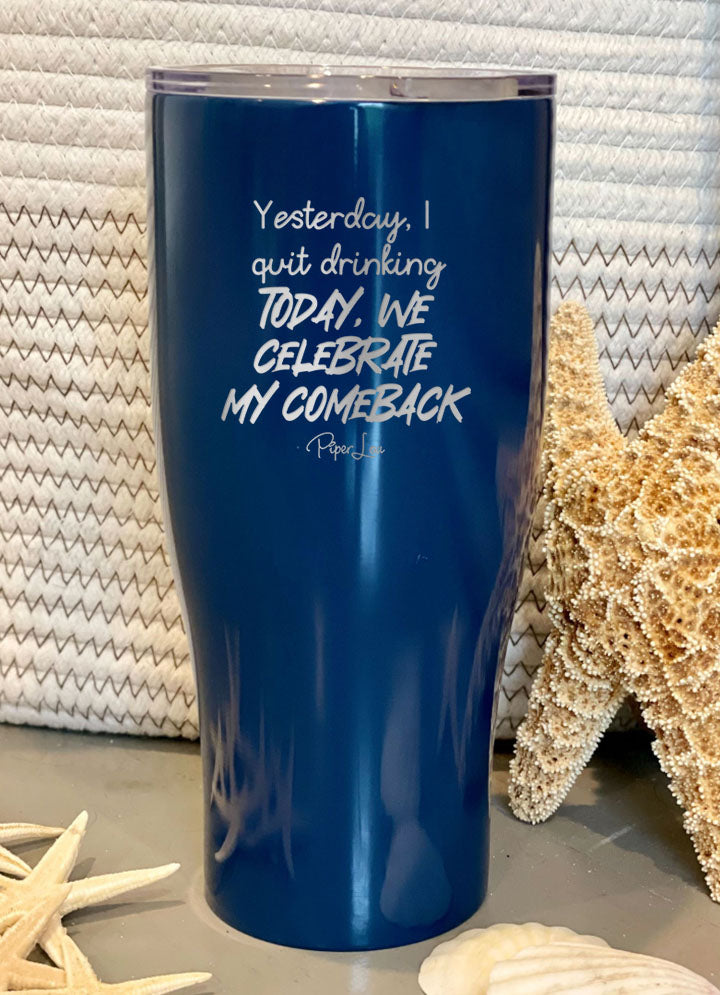 Yesterday, I
quit drinking
TODAY, WE
CELEBRATE
MY COMEBACK
Piper Lou